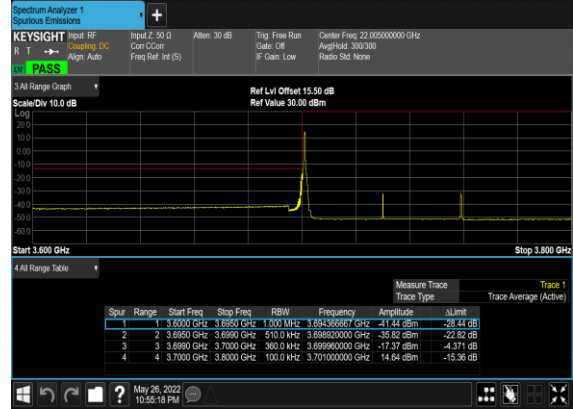 Spectrum Analyzer 1
Spurious Emissions
+
KEYSIGHT Input: RF Input Z: 50 Ω Atten: 30 dB Trig: Free Run Center Freq: 22.005000000 GHz
R T Coupling: DC Corr CCorr Gate: Off Avg|Hold: 300/300
Align: Auto Freq Ref: Int (S) IF Gain: Low Radio Std: None
PASS
3 All Range Graph
Ref Lvl Offset 15.50 dB
Scale/Div 10.0 dB Ref Value 30.00 dBm
Log
20.0
10.0
0.00
-10.0
-20.0
-30.0
-40.0
-50.0
-60.0
Start 3.600 GHz Stop 3.800 GHz
4 All Range Table
Measure Trace Trace 1
Trace Type Trace Average (Active)
Spur Range Start Freq Stop Freq RBW Frequency Amplitude ΔLimit
1 1 3.6000 GHz 3.6950 GHz 1.000 MHz 3.694366667 GHz -41.44 dBm -28.44 dB
2 2 3.6950 GHz 3.6990 GHz 510.0 kHz 3.698920000 GHz -35.82 dBm -22.82 dB
3 3 3.6990 GHz 3.7000 GHz 360.0 kHz 3.699960000 GHz -17.37 dBm -4.371 dB
4 4 3.7000 GHz 3.8000 GHz 100.0 kHz 3.701000000 GHz 14.64 dBm -15.36 dB
? May 26, 2022
10:55:18 PM